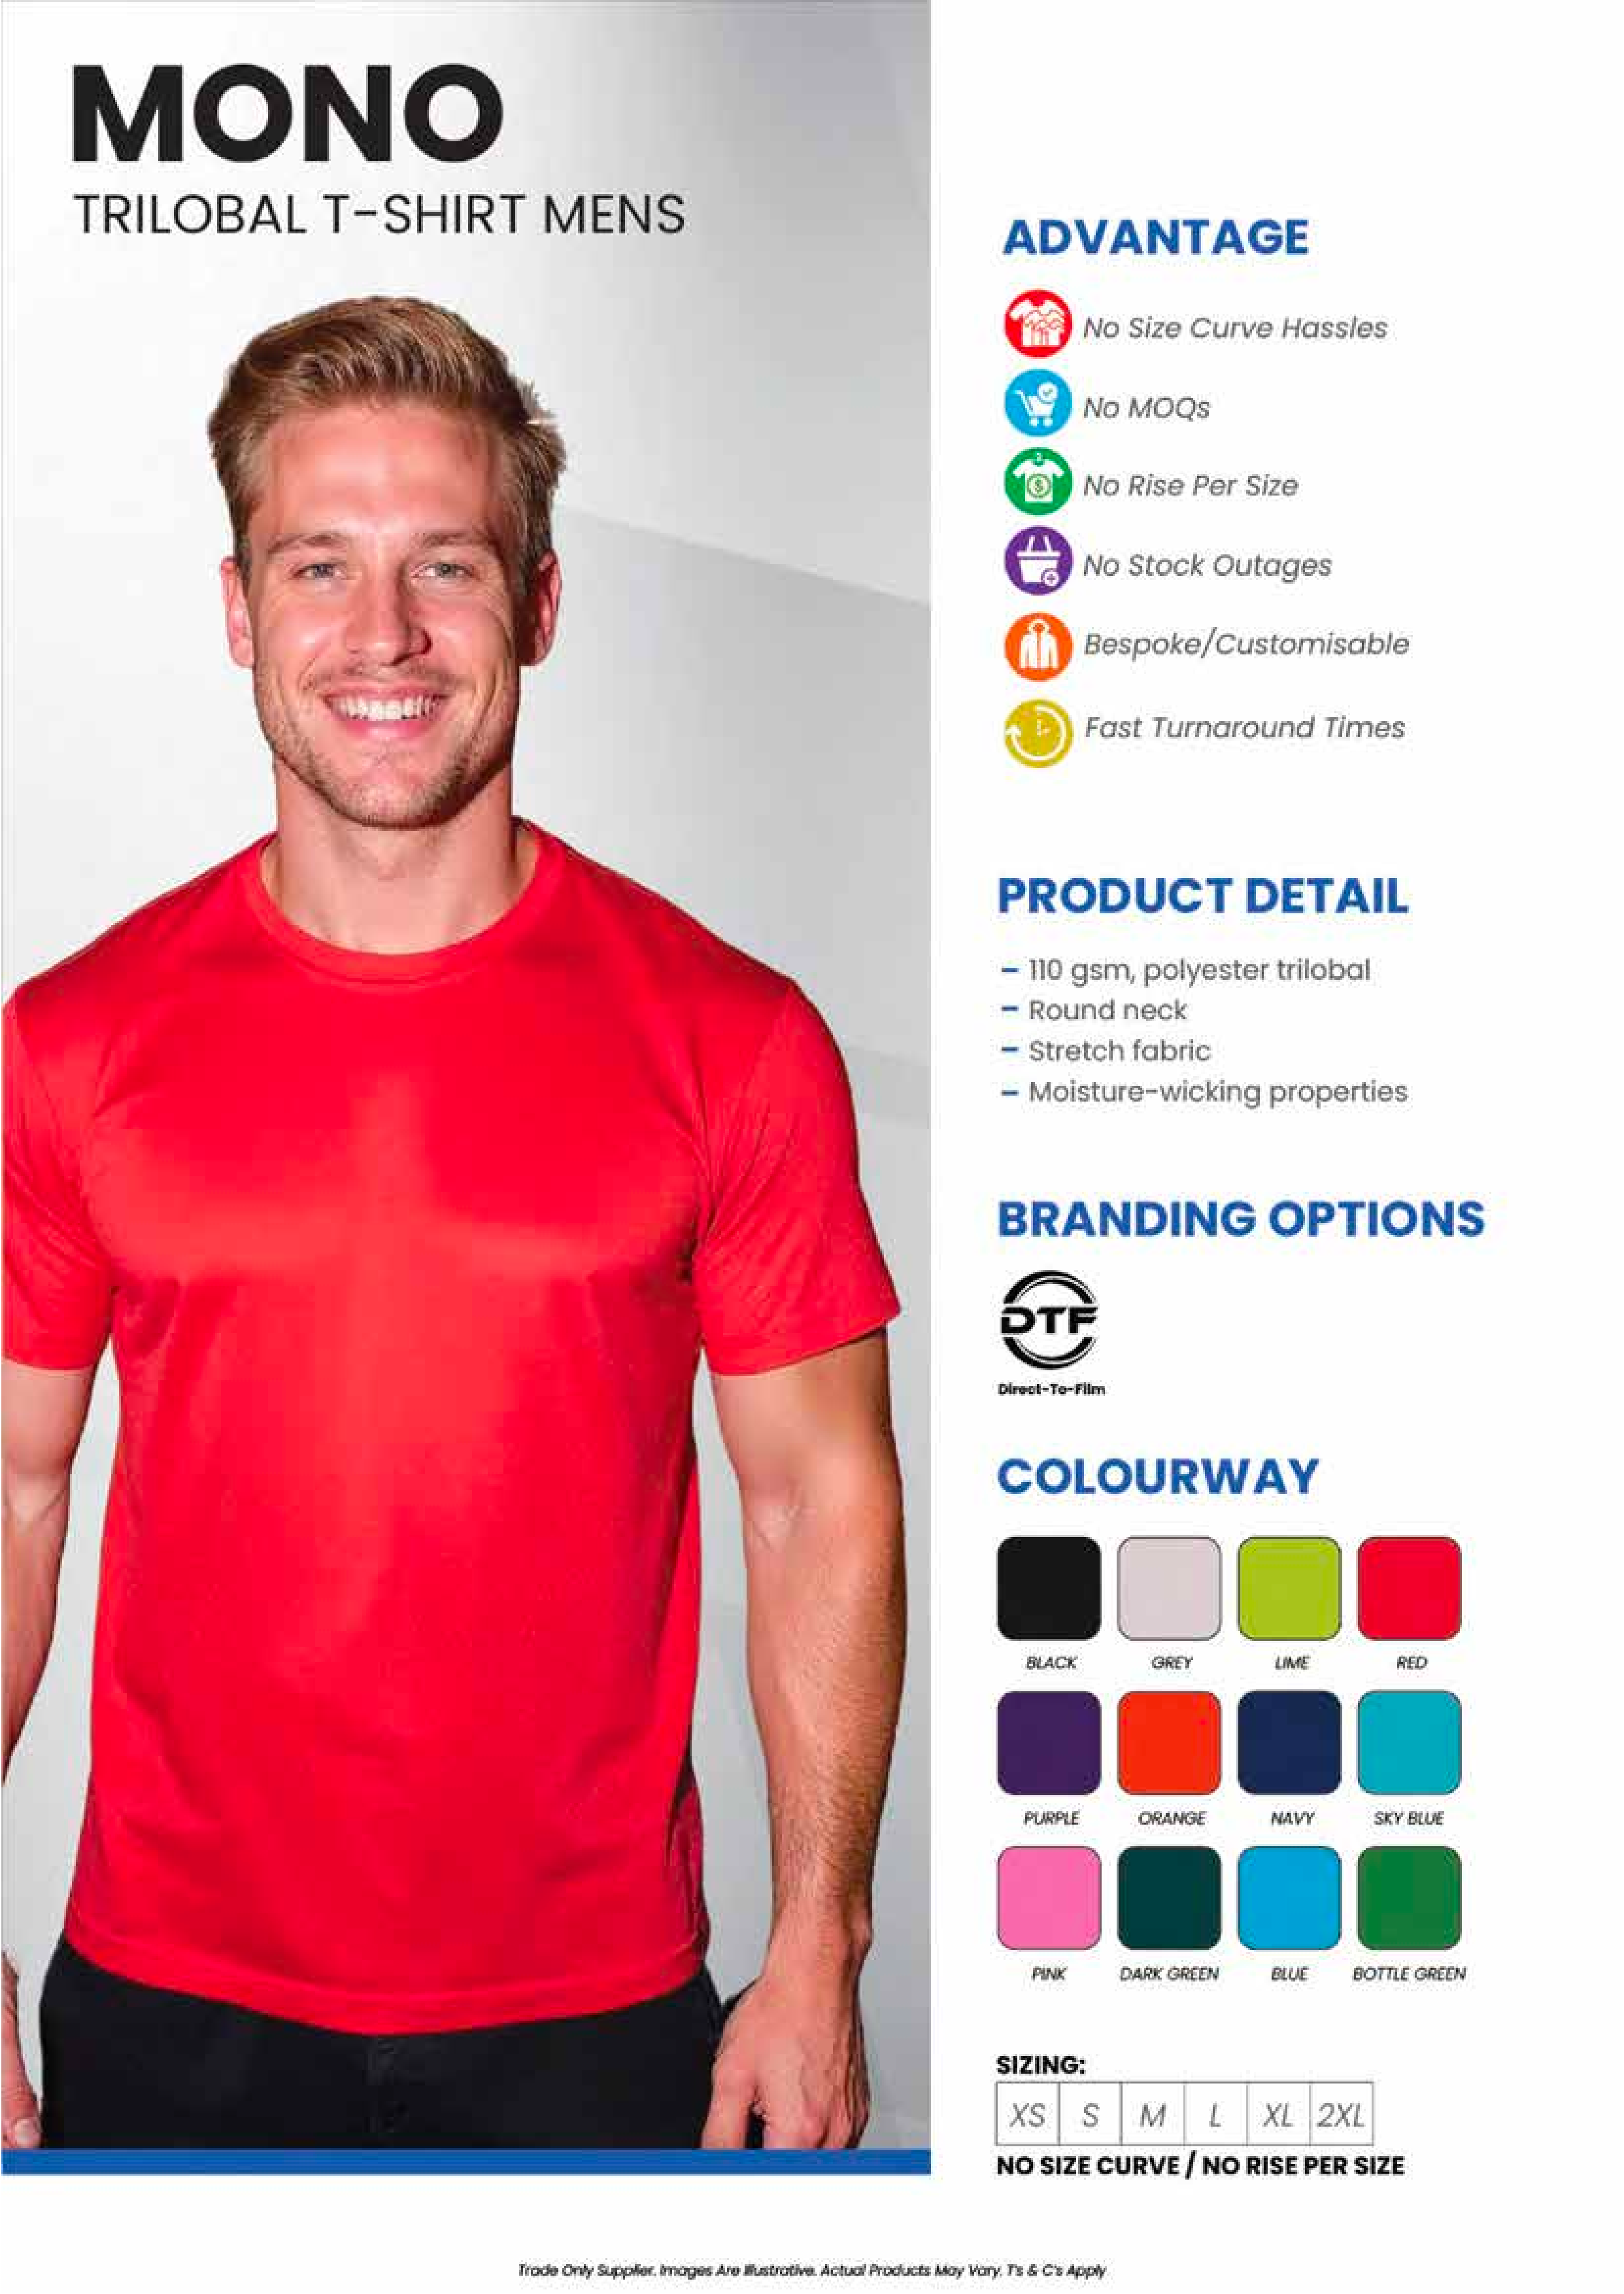 MONO
TRILOBAL T-SHIRT MENS
ADVANTAGE
No Size Curve Hassles
No MOQs
No Rise Per Size
No Stock Outages
Bespoke/Customisable
Fast Turnaround Times
PRODUCT DETAIL
– 110 gsm, polyester trilobal
– Round neck
– Stretch fabric
– Moisture-wicking properties
BRANDING OPTIONS
DTF
Direct-To-Film
COLOURWAY
BLACK GREY LIME RED
PURPLE ORANGE NAVY SKY BLUE
PINK DARK GREEN BLUE BOTTLE GREEN
SIZING:
XS S M L XL 2XL
NO SIZE CURVE / NO RISE PER SIZE
Trade Only Supplier. Images Are Illustrative. Actual Products May Vary. T's & C's Apply